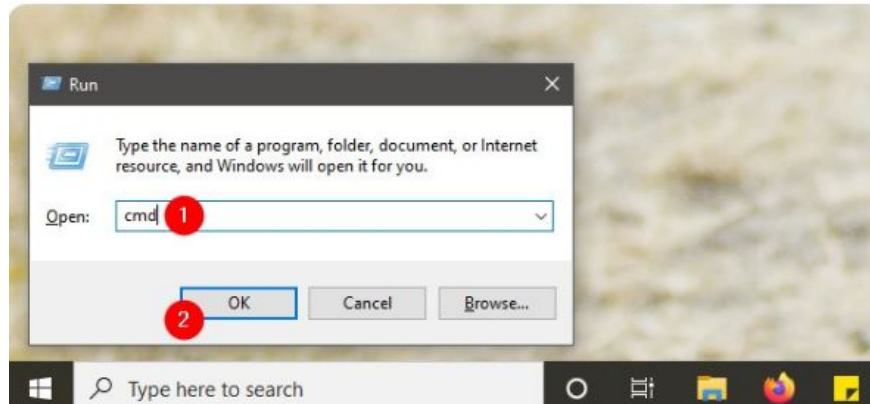 Run
Type the name of a program, folder, document, or Internet
resource, and Windows will open it for you.
Open:
cmd
1
OK
Cancel
Browse...
2
Type here to search